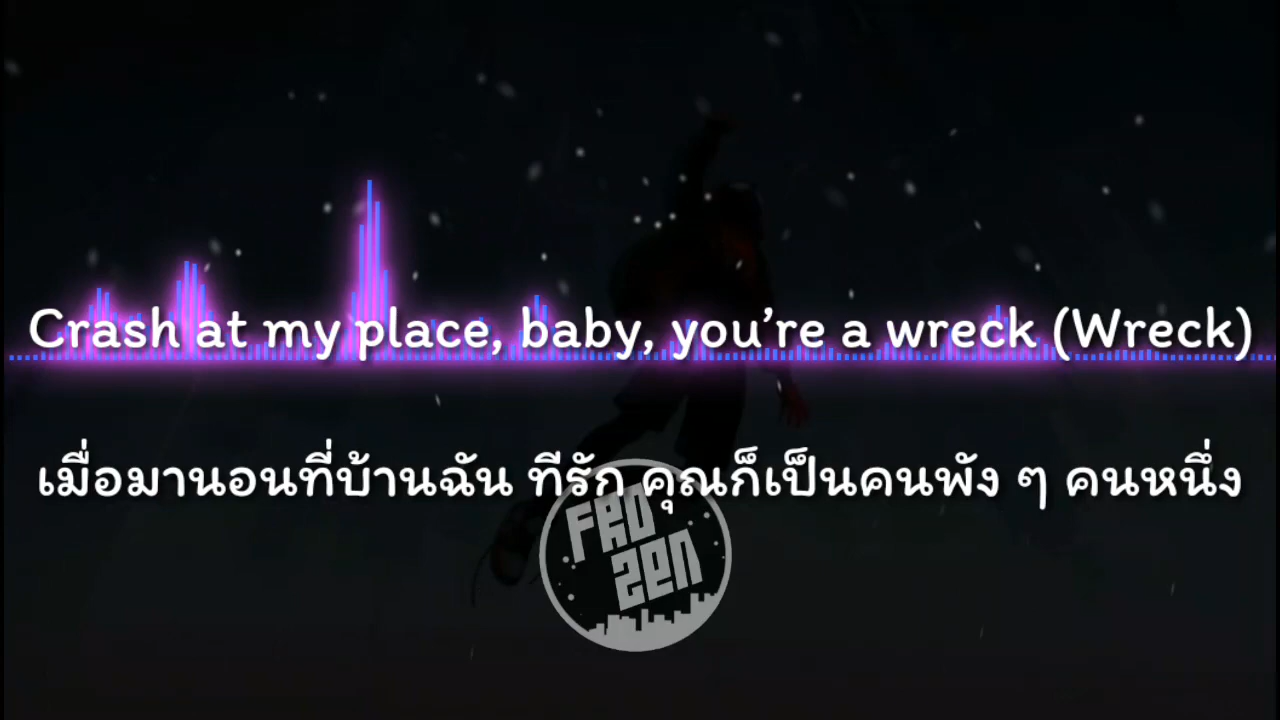 Crash at my place, baby, you’re a wreck (Wreck)
เมื่อมานอนที่บ้านฉัน ทีรัก คุณก็เป็นคนพัง ๆ คนหนึ่ง
FRO
ZEN